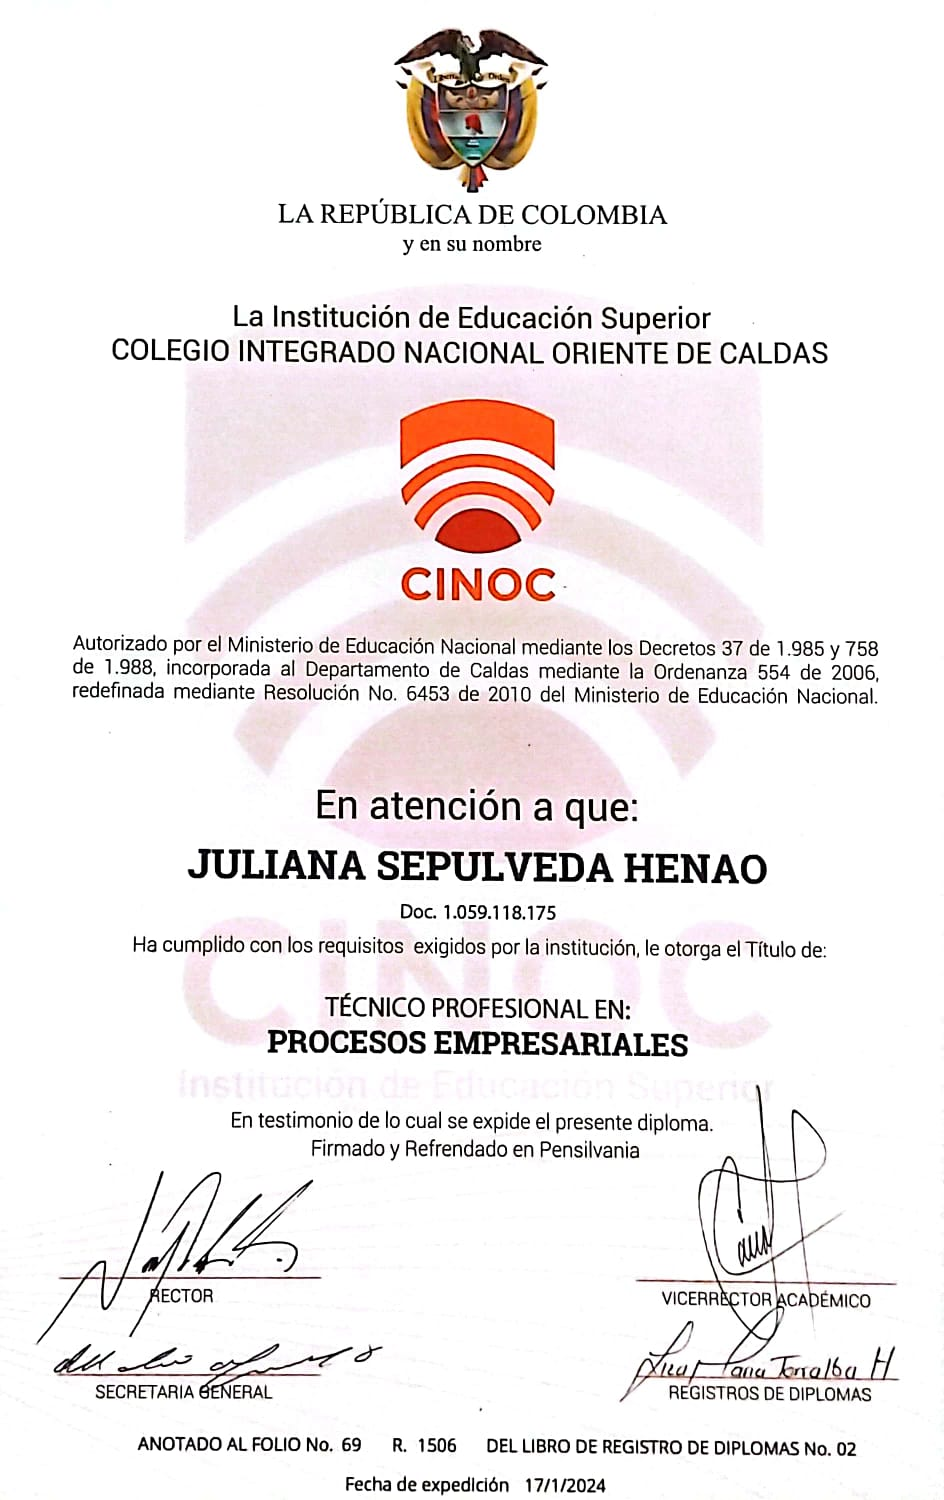 Libertad y Orden
LA REPÚBLICA DE COLOMBIA
y en su nombre
La Institución de Educación Superior
COLEGIO INTEGRADO NACIONAL ORIENTE DE CALDAS
CINOC
Autorizado por el Ministerio de Educación Nacional mediante los Decretos 37 de 1.985 y 758
de 1.988, incorporada al Departamento de Caldas mediante la Ordenanza 554 de 2006,
redefinada mediante Resolución No. 6453 de 2010 del Ministerio de Educación Nacional.
En atención a que:
JULIANA SEPULVEDA HENAO
Doc. 1.059.118.175
CINOC
Ha cumplido con los requisitos exigidos por la institución, le otorga el Título de:
TÉCNICO PROFESIONAL EN:
PROCESOS EMPRESARIALES
Institución de Educación Superior
En testimonio de lo cual se expide el presente diploma.
Firmado y Refrendado en Pensilvania
RECTOR
VICERRECTOR ACADÉMICO
Torralba H
SECRETARIA GENERAL
REGISTROS DE DIPLOMAS
ANOTADO AL FOLIO No. 69 R. 1506 DEL LIBRO DE REGISTRO DE DIPLOMAS No. 02
Fecha de expedición 17/1/2024